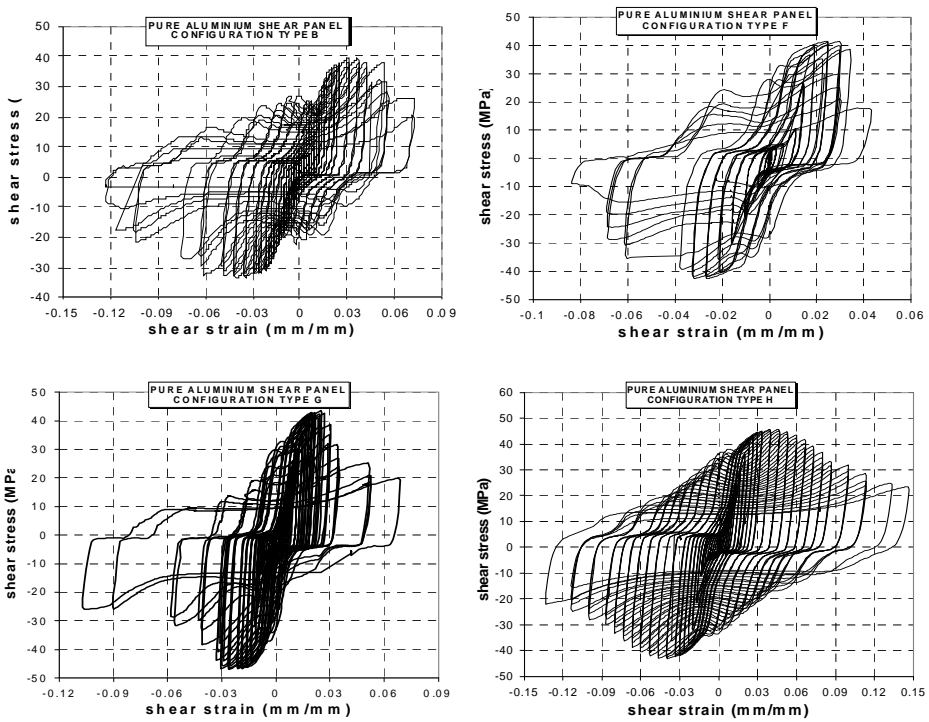 PURE ALUMINIUM SHEAR PANEL
CONFIGURATION TYPE B
50
40
30
20
10
0
-10
-20
-30
-40
-0.15 -0.12 -0.09 -0.06 -0.03 0 0.03 0.06 0.09
shear strain (mm/mm)
shear stress (
PURE ALUMINIUM SHEAR PANEL
CONFIGURATION TYPE F
50
40
30
20
10
0
-10
-20
-30
-40
-50
-0.1 -0.08 -0.06 -0.04 -0.02 0 0.02 0.04 0.06
shear strain (mm/mm)
shear stress (MPa)
PURE ALUMINIUM SHEAR PANEL
CONFIGURATION TYPE G
50
40
30
20
10
0
-10
-20
-30
-40
-50
-0.12 -0.09 -0.06 -0.03 0 0.03 0.06 0.09
shear strain (mm/mm)
shear stress (MPa
PURE ALUMINIUM SHEAR PANEL
CONFIGURATION TYPE H
60
50
40
30
20
10
0
-10
-20
-30
-40
-50
-0.15 -0.12 -0.09 -0.06 -0.03 0 0.03 0.06 0.09 0.12 0.15
shear strain (mm/mm)
shear stress (MPa)